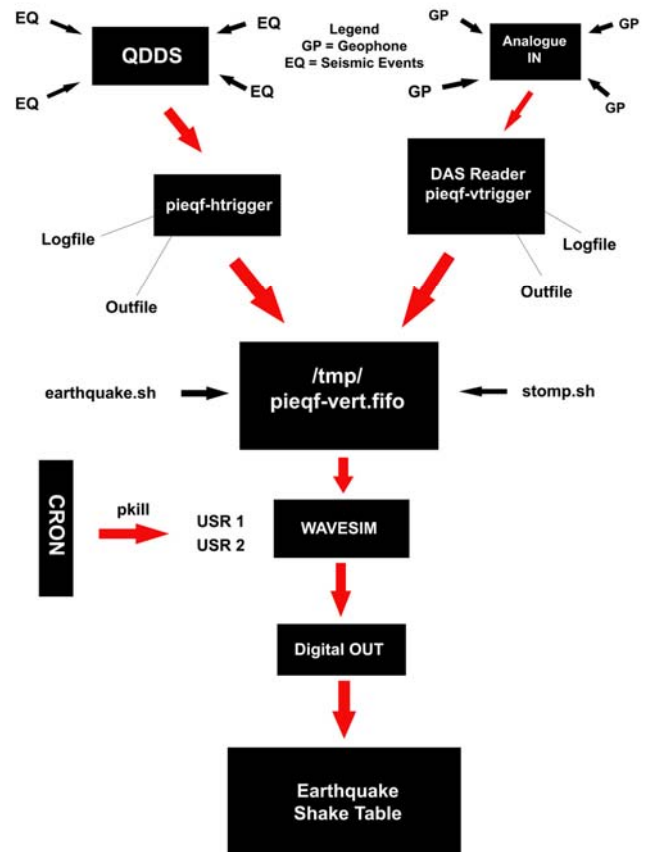 EQ
EQ
QDDS
EQ
EQ
Legend
GP = Geophone
EQ = Seismic Events
GP
GP
Analogue
IN
GP
GP
pieqf-htrigger
Logfile
Outfile
DAS Reader
pieqf-vtrigger
Logfile
Outfile
earthquake.sh
/tmp/
pieqf-vert.fifo
stomp.sh
CRON
pkill
USR 1
USR 2
WAVESIM
Digital OUT
Earthquake
Shake Table